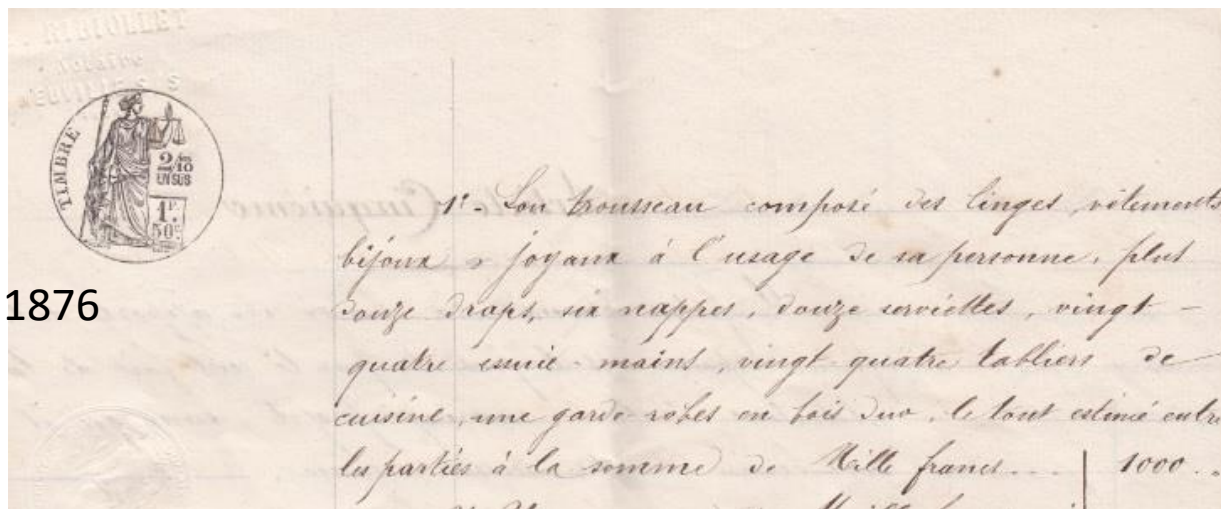 RIBIOLLET
notaire
TIMBRE
2/10
EN SUS
1F.
50c
1876
1° - Son trousseau composé des linges, vêtements
bijoux & joyaux à l'usage de sa personne, plus
douze draps, six nappes, douze serviettes, vingt -
quatre essuie-mains, vingt quatre tabliers de
cuisine, une garde-robes en bois dur, le tout estimé entre
les parties à la somme de Mille francs... 1000 ..